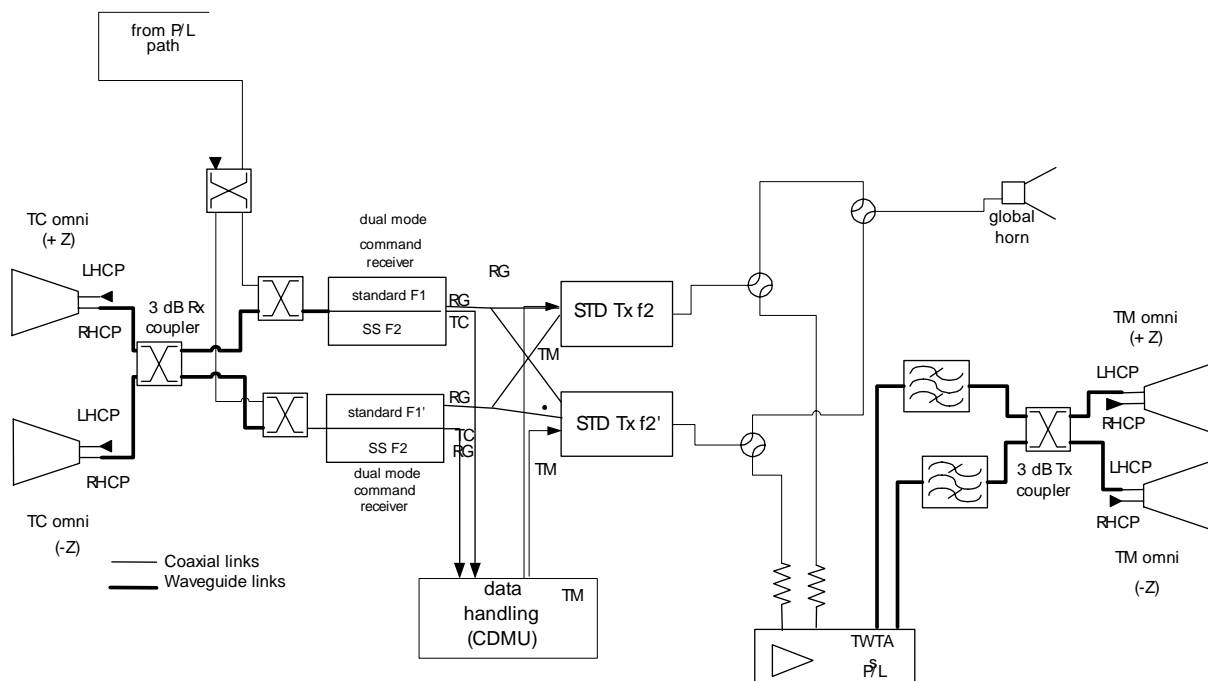 from P/L
path
TC omni
(+ Z)
LHCP
RHCP
3 dB Rx
coupler
LHCP
RHCP
TC omni
(-Z)
Coaxial links
Waveguide links
dual mode
command
receiver
standard F1
SS F2
RG
TC
RG
TM
standard F1'
SS F2
RG
TC
RG
TM
dual mode
command
receiver
data
handling
(CDMU)
TM
STD Tx f2
STD Tx f2'
global
horn
TM omni
(+ Z)
LHCP
RHCP
3 dB Tx
coupler
LHCP
RHCP
TM omni
(-Z)
TWTA
s
P/L